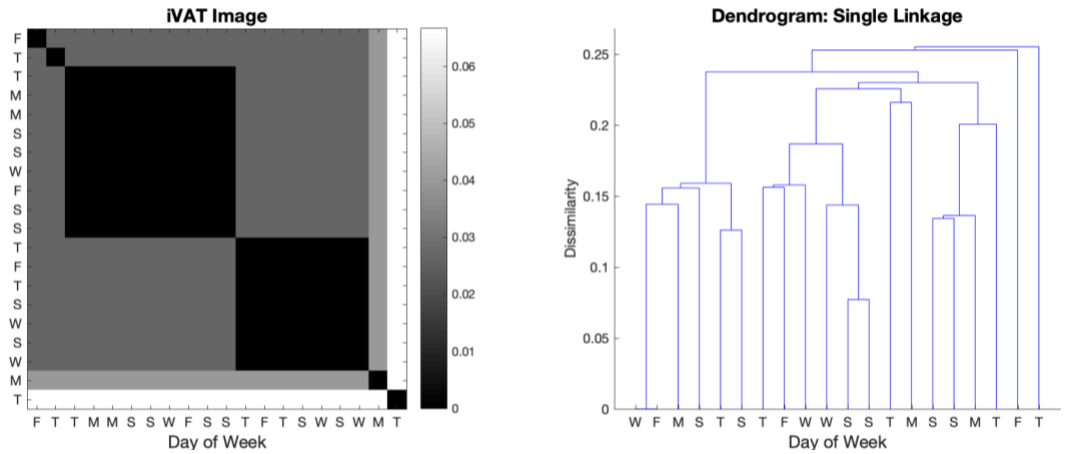 iVAT Image
F
T
T
M
M
S
S
W
F
S
S
T
F
T
S
W
S
W
M
T
F T T M M S S W F S S T F T S W S W M T
Day of Week
0.06
0.05
0.04
0.03
0.02
0.01
0
Dendrogram: Single Linkage
0.25
0.2
0.15
0.1
0.05
0
Dissimilarity
W F M S T S T F W W S S T M S S M T F T
Day of Week